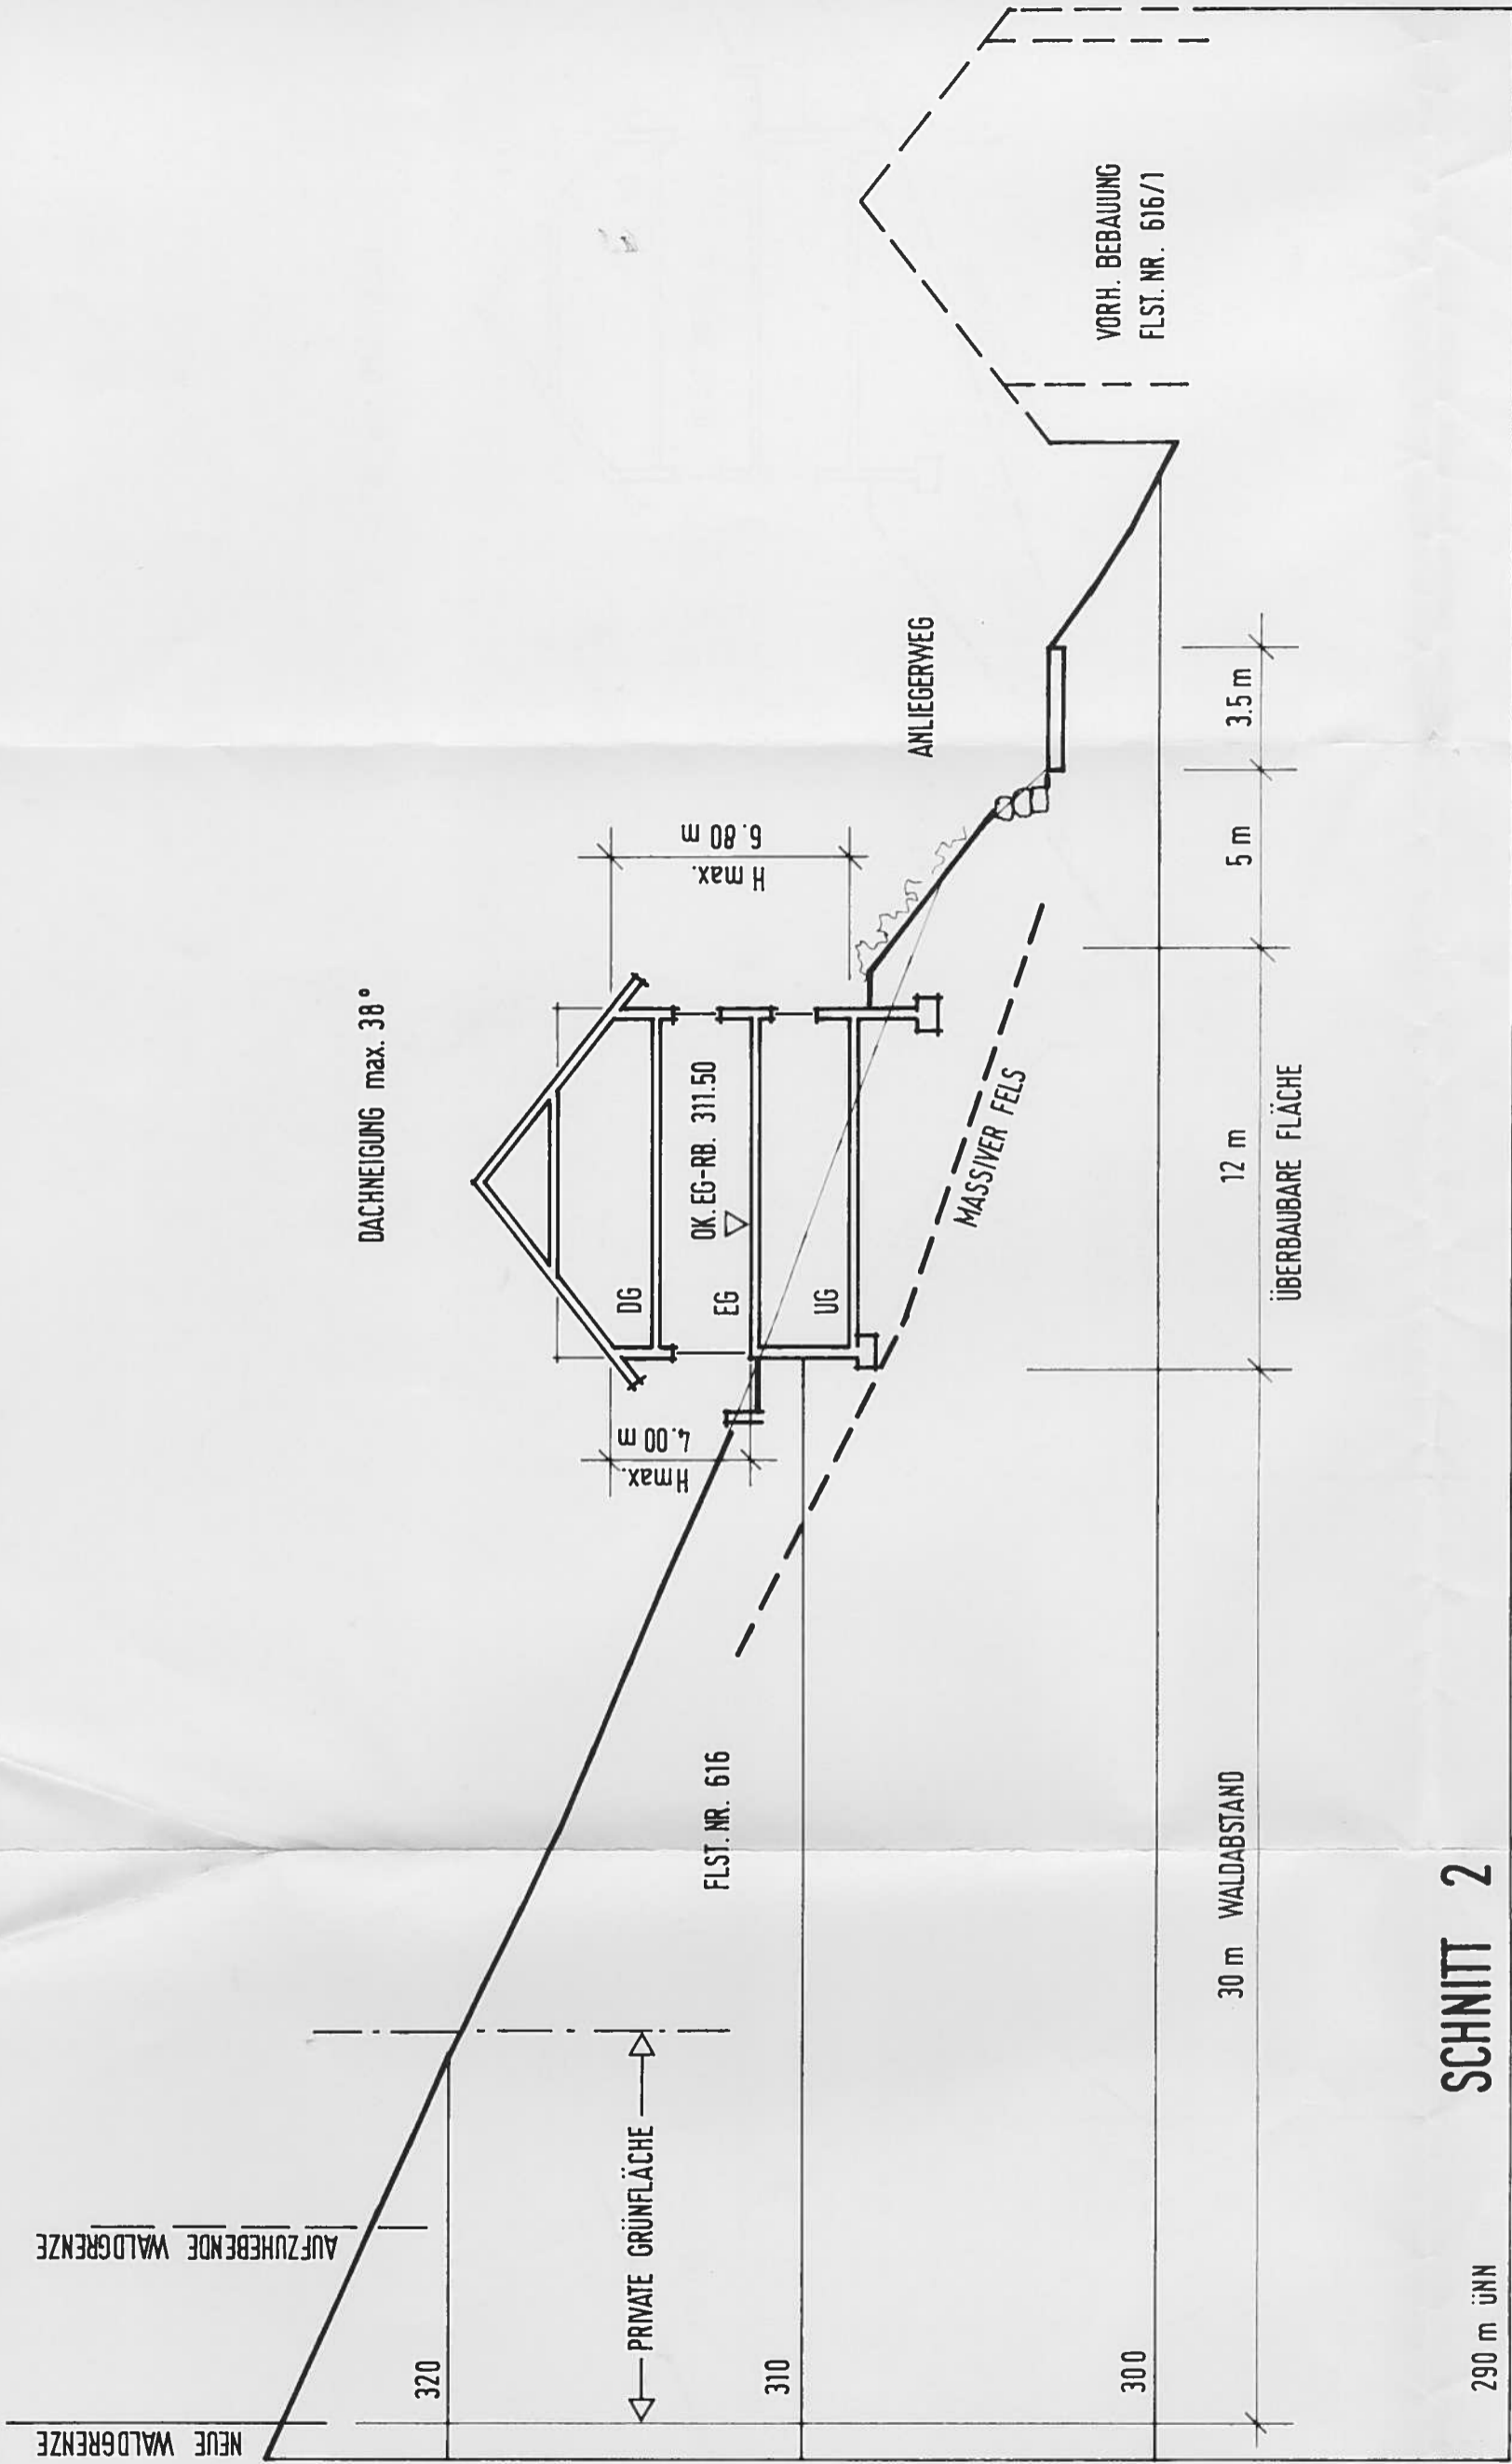 NEUE WALDGRENZE
AUFZUHEBENDE WALDGRENZE
320
← PRIVATE GRÜNFLÄCHE →
310
300
290 m üNN
SCHNITT 2
FLST. NR. 616
30 m WALDABSTAND
DACHNEIGUNG max. 38°
Hmax.
4.00 m
DG
EG
OK. EG-RB. 311.50
UG
H max.
6.80 m
MASSIVER FELS
12 m
ÜBERBAUBARE FLÄCHE
5 m
3.5 m
ANLIEGERWEG
VORH. BEBAUUNG
FLST. NR. 616/1